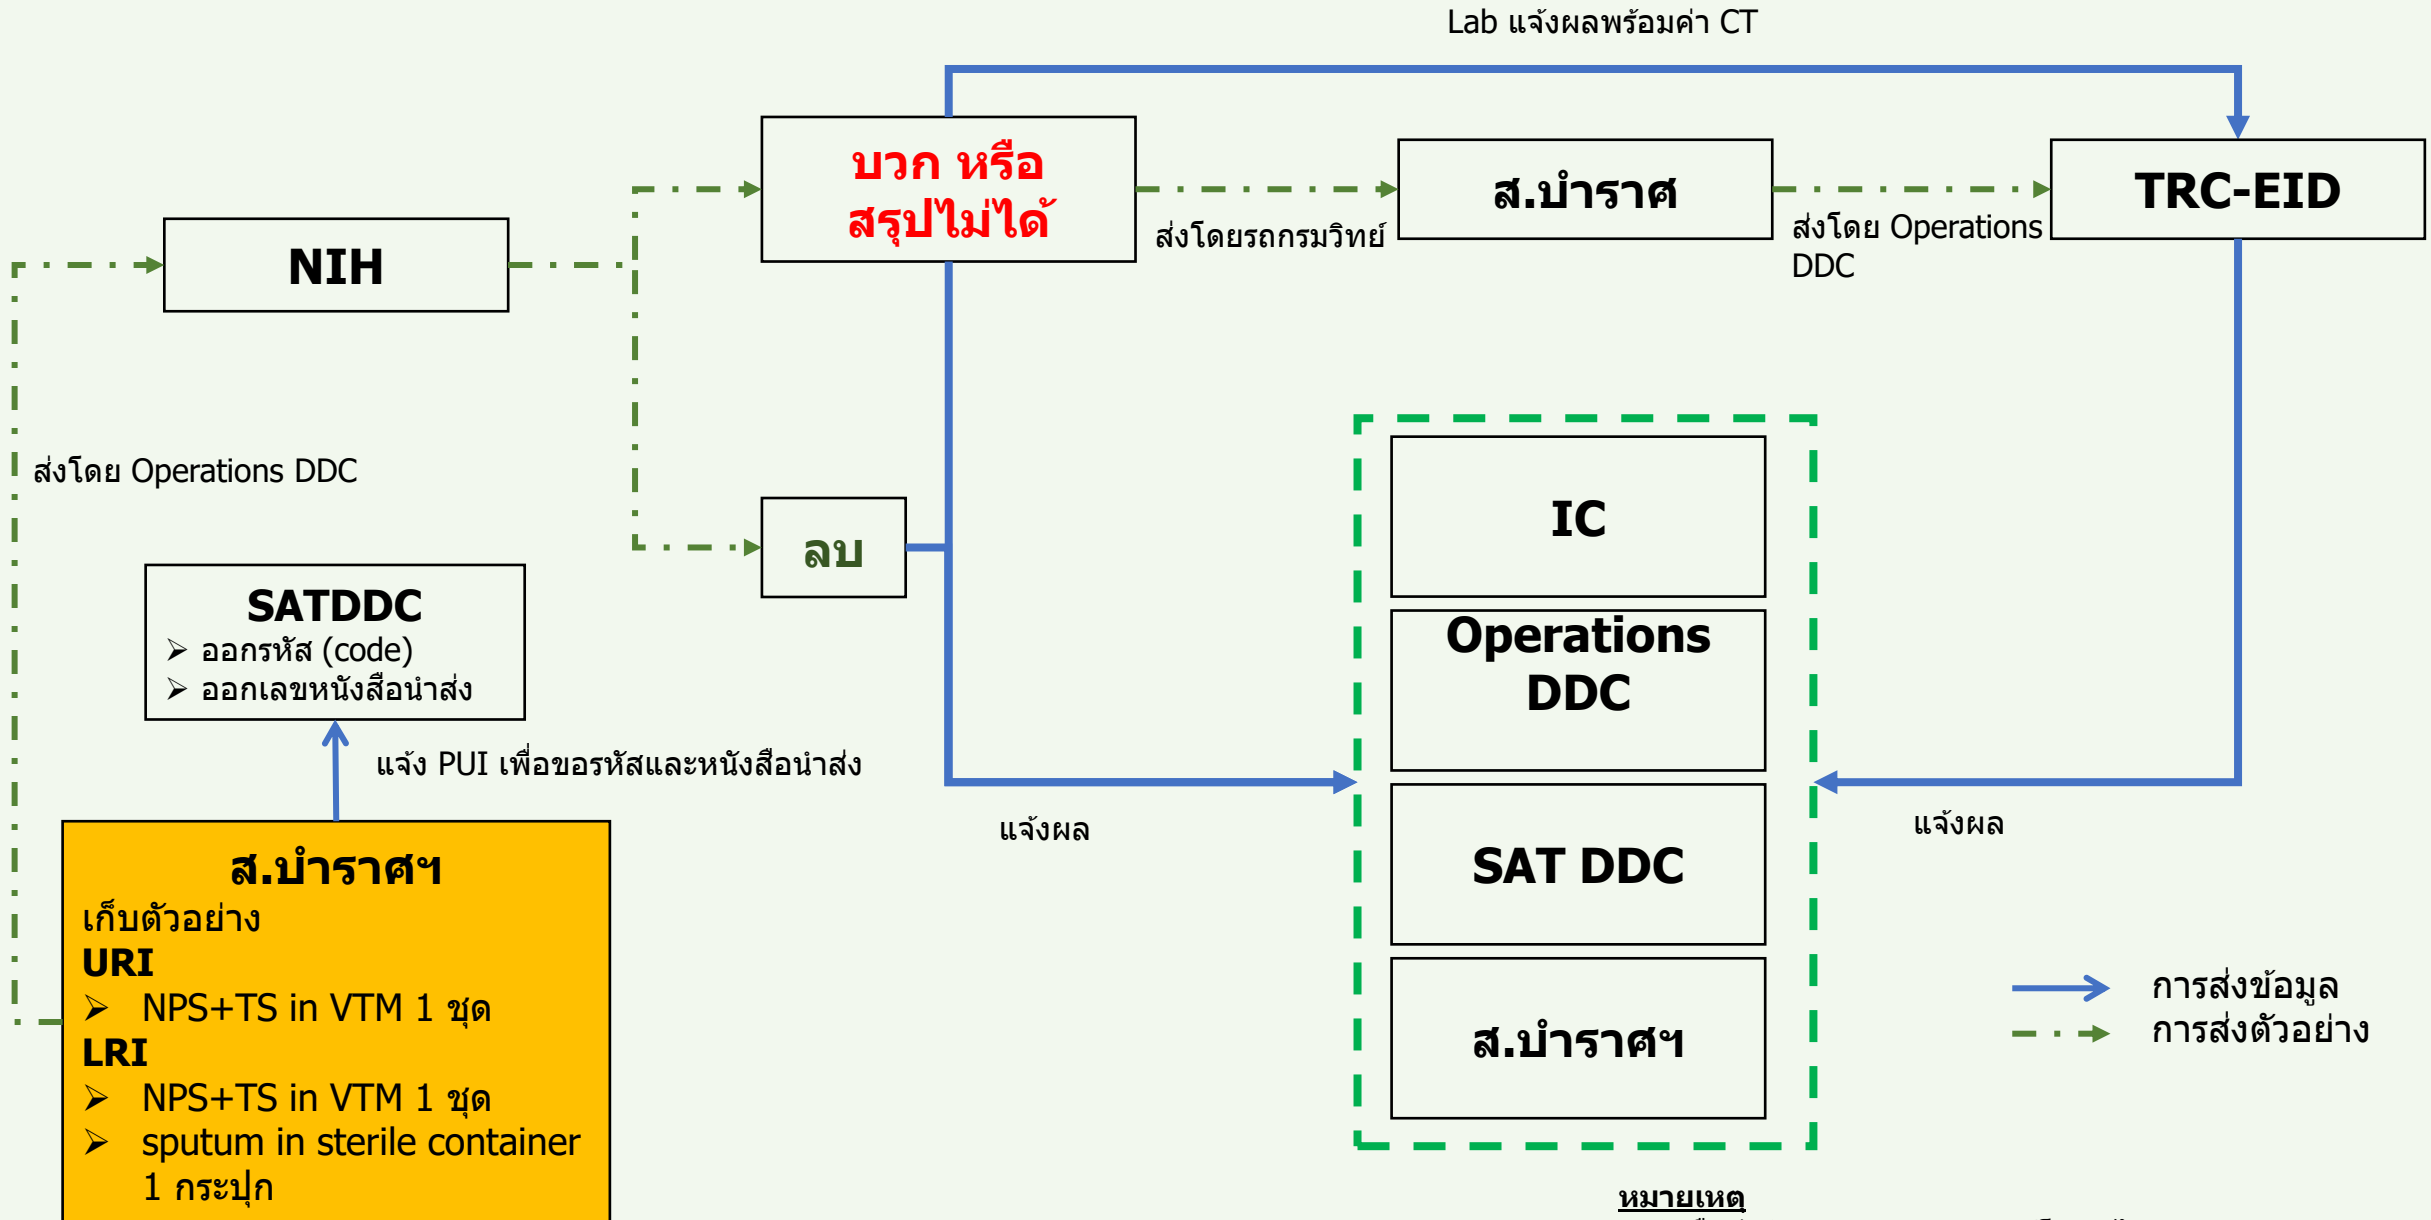 Lab แจ้งผลพร้อมค่า CT
บวก หรือ
สรุปไม่ได้
ส.บำราศ
TRC-EID
NIH
ส่งโดยรถกรมวิทย์
ส่งโดย Operations
DDC
ส่งโดย Operations DDC
ลบ
IC
Operations
DDC
SAT DDC
ส.บำราศฯ
SATDDC
➢ ออกรหัส (code)
➢ ออกเลขหนังสือนำส่ง
แจ้ง PUI เพื่อขอรหัสและหนังสือนำส่ง
แจ้งผล
แจ้งผล
ส.บำราศฯ
เก็บตัวอย่าง
URI
➢ NPS+TS in VTM 1 ชุด
LRI
➢ NPS+TS in VTM 1 ชุด
➢ sputum in sterile container
1 กระปุก
การส่งข้อมูล
การส่งตัวอย่าง
หมายเหตุ